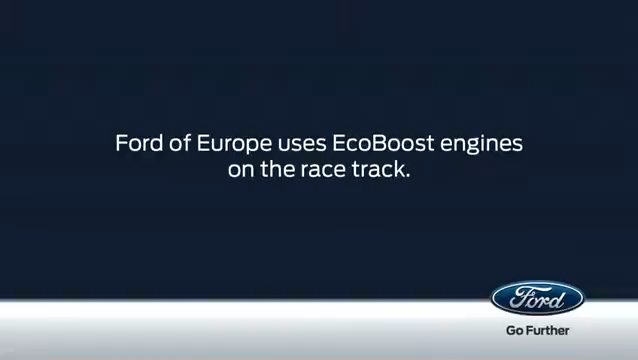 Ford of Europe uses EcoBoost engines
on the race track.
Ford
Go Further